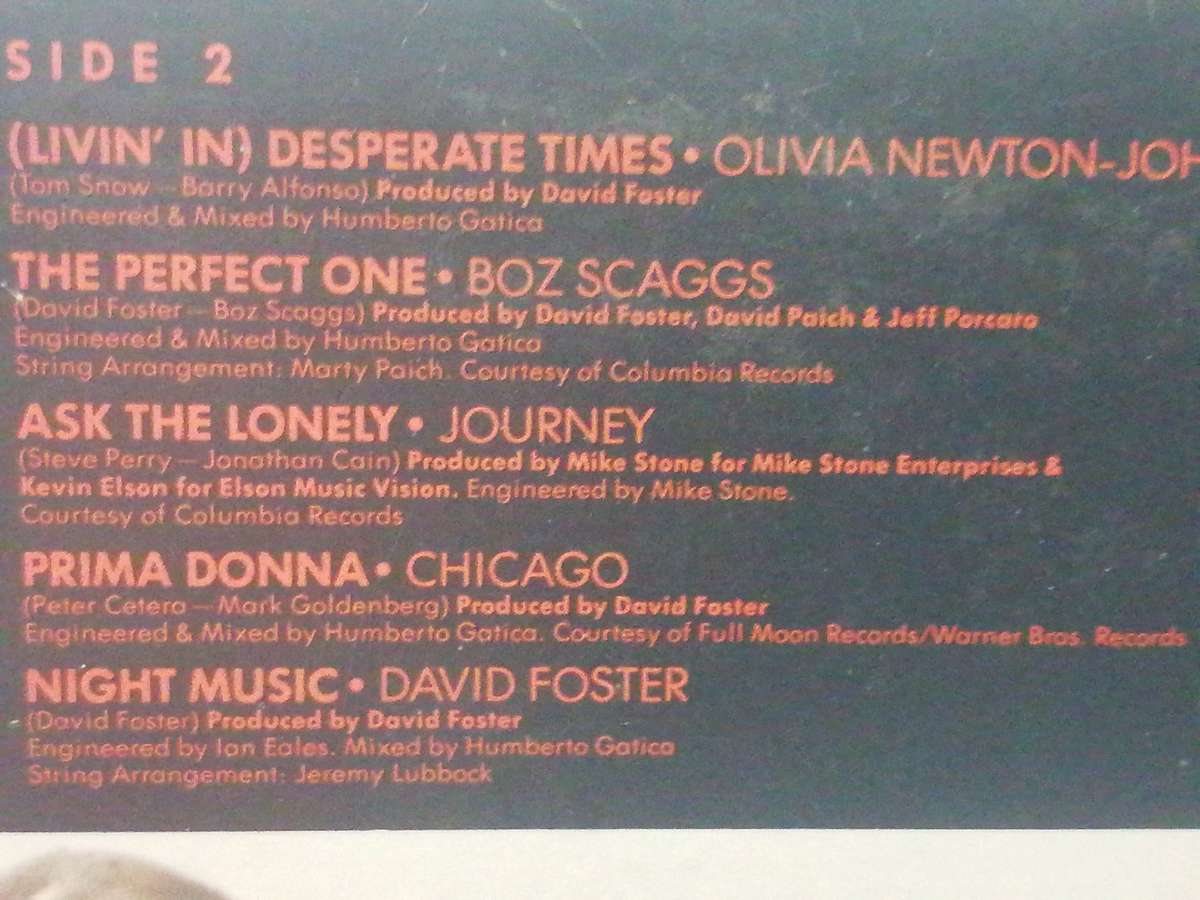 SIDE 2
(LIVIN' IN) DESPERATE TIMES • OLIVIA NEWTON-JOH
(Tom Snow—Barry Alfonso) Produced by David Foster
Engineered & Mixed by Humberto Gatica
THE PERFECT ONE • BOZ SCAGGS
(David Foster—Boz Scaggs) Produced by David Foster, David Paich & Jeff Porcaro
Engineered & Mixed by Humberto Gatica
String Arrangement: Marty Paich. Courtesy of Columbia Records
ASK THE LONELY • JOURNEY
(Steve Perry—Jonathan Cain) Produced by Mike Stone for Mike Stone Enterprises &
Kevin Elson for Elson Music Vision. Engineered by Mike Stone.
Courtesy of Columbia Records
PRIMA DONNA • CHICAGO
(Peter Cetera—Mark Goldenberg) Produced by David Foster
Engineered & Mixed by Humberto Gatica. Courtesy of Full Moon Records/Warner Bros. Records
NIGHT MUSIC • DAVID FOSTER
(David Foster) Produced by David Foster
Engineered by Ian Eales. Mixed by Humberto Gatica
String Arrangement: Jeremy Lubbock